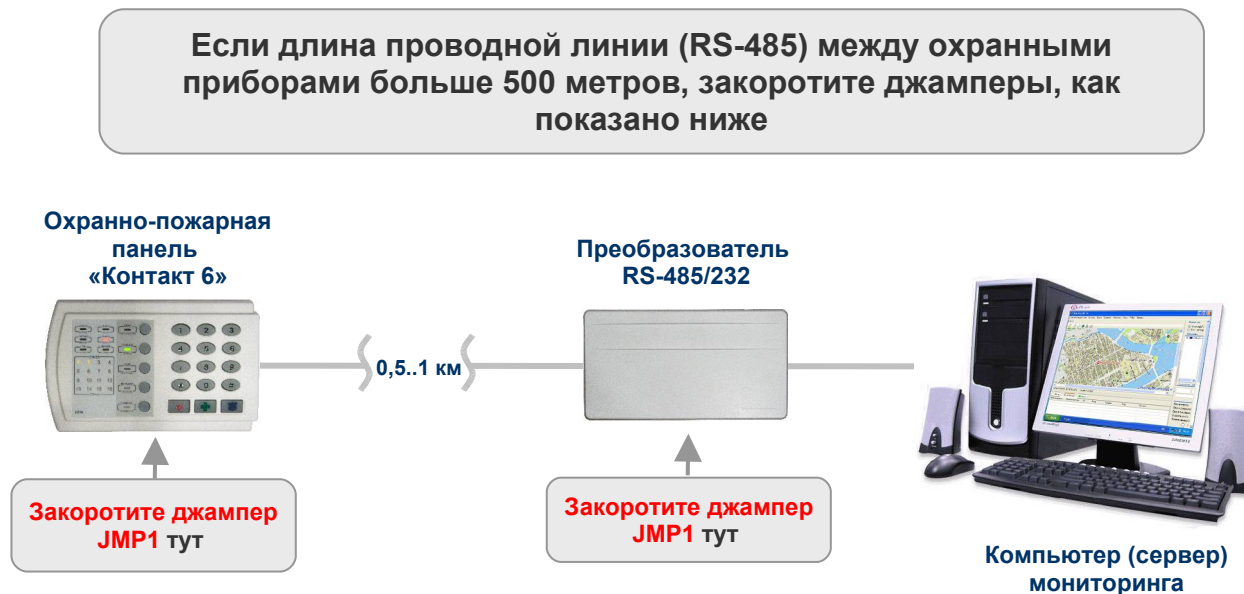 Если длина проводной линии (RS-485) между охранными
приборами больше 500 метров, закоротите джамперы, как
показано ниже
Охранно-пожарная
панель
«Контакт 6»
Преобразователь
RS-485/232
0,5..1 км
Закоротите джампер
JMP1 тут
Закоротите джампер
JMP1 тут
Компьютер (сервер)
мониторинга